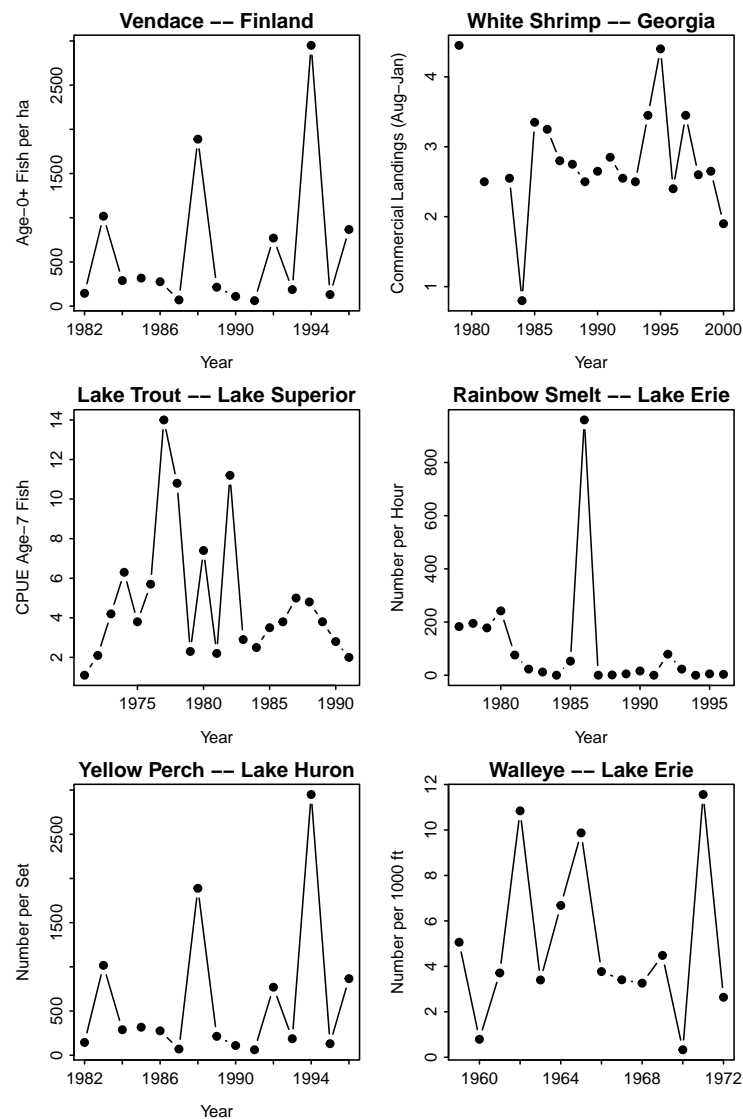 Vendace −− Finland
Age−0+ Fish per ha
2500
1500
500
0
1982 1986 1990 1994
Year
White Shrimp −− Georgia
Commercial Landings (Aug−Jan)
4
3
2
1
1980 1985 1990 1995 2000
Year
Lake Trout −− Lake Superior
CPUE Age−7 Fish
14
12
10
8
6
4
2
1975 1980 1985 1990
Year
Rainbow Smelt −− Lake Erie
Number per Hour
800
600
400
200
0
1980 1985 1990 1995
Year
Yellow Perch −− Lake Huron
Number per Set
2500
1500
500
0
1982 1986 1990 1994
Year
Walleye −− Lake Erie
Number per 1000 ft
12
10
8
6
4
2
0
1960 1964 1968 1972